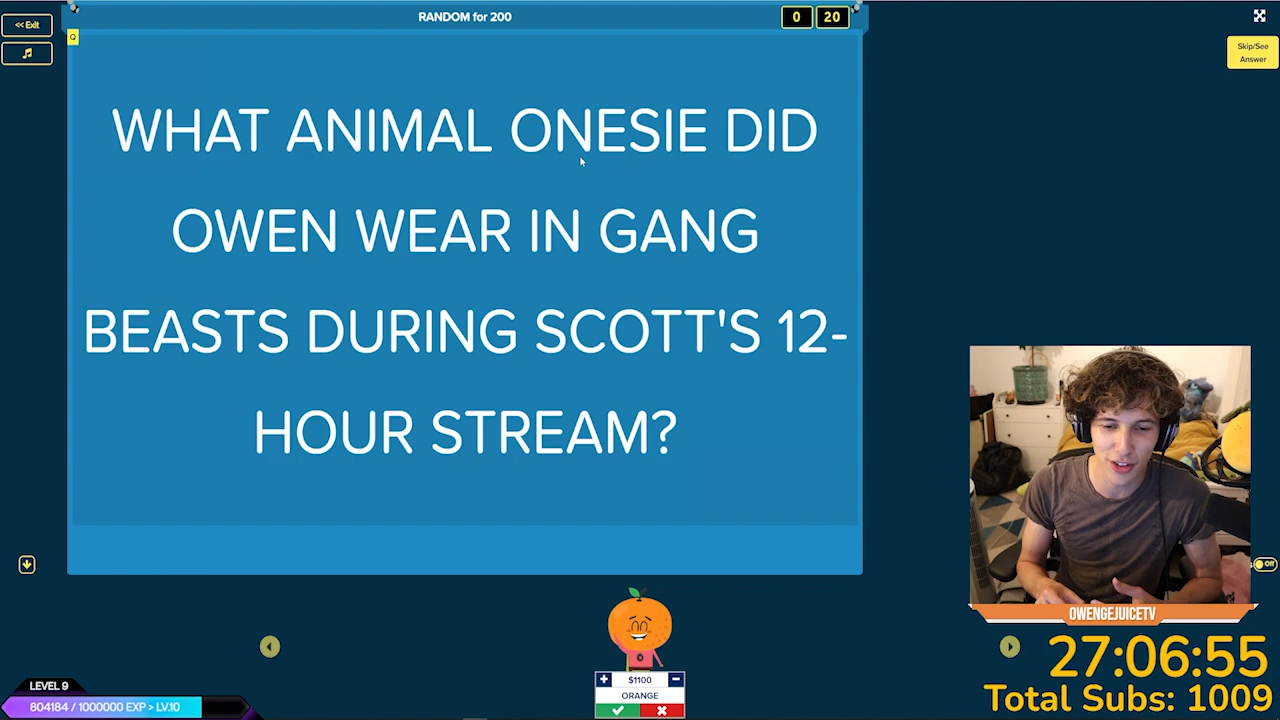 << Exit
RANDOM for 200
0 20
Skip/See
Answer
Q
WHAT ANIMAL ONESIE DID
OWEN WEAR IN GANG
BEASTS DURING SCOTT'S 12-
HOUR STREAM?
Off
OWENGEJUICETV
27:06:55
Total Subs: 1009
+ $1100 −
ORANGE
LEVEL 9
804184 / 1000000 EXP > LV.10